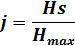 j = Hs / H_max